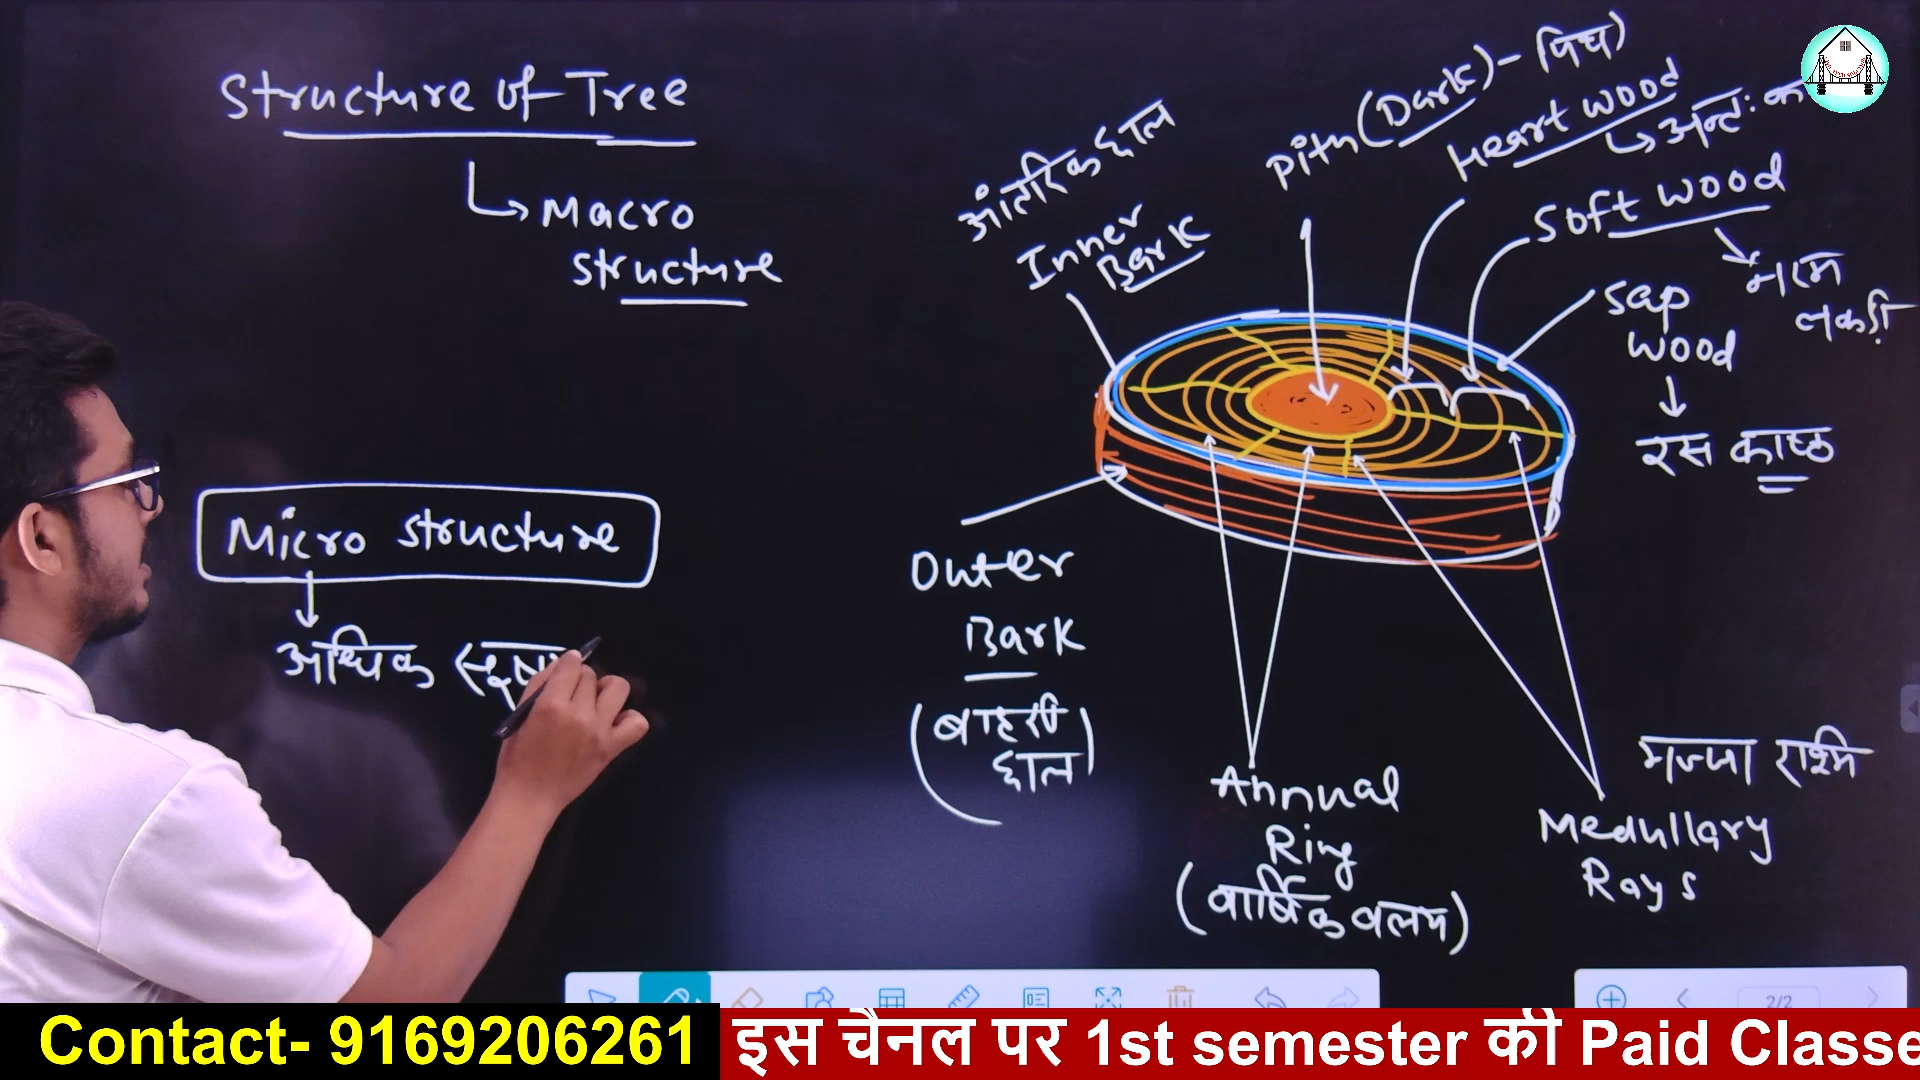 Structure of Tree
Macro
structure
Micro structure
अधिक
आंतरिक छाल
Inner
Bark
Pith (Dark) - पिथ)
Heart Wood
अन्तः
Soft Wood
नरम
लकड़ी
Sap
Wood
रस काष्ठ
Outer
Bark
(बाहरी
छाल)
Annual
Ring
(वार्षिक वलय)
मज्जा राश्मि
Medullary
Rays
2/2
Contact- 9169206261
इस चैनल पर 1st semester की Paid Classe